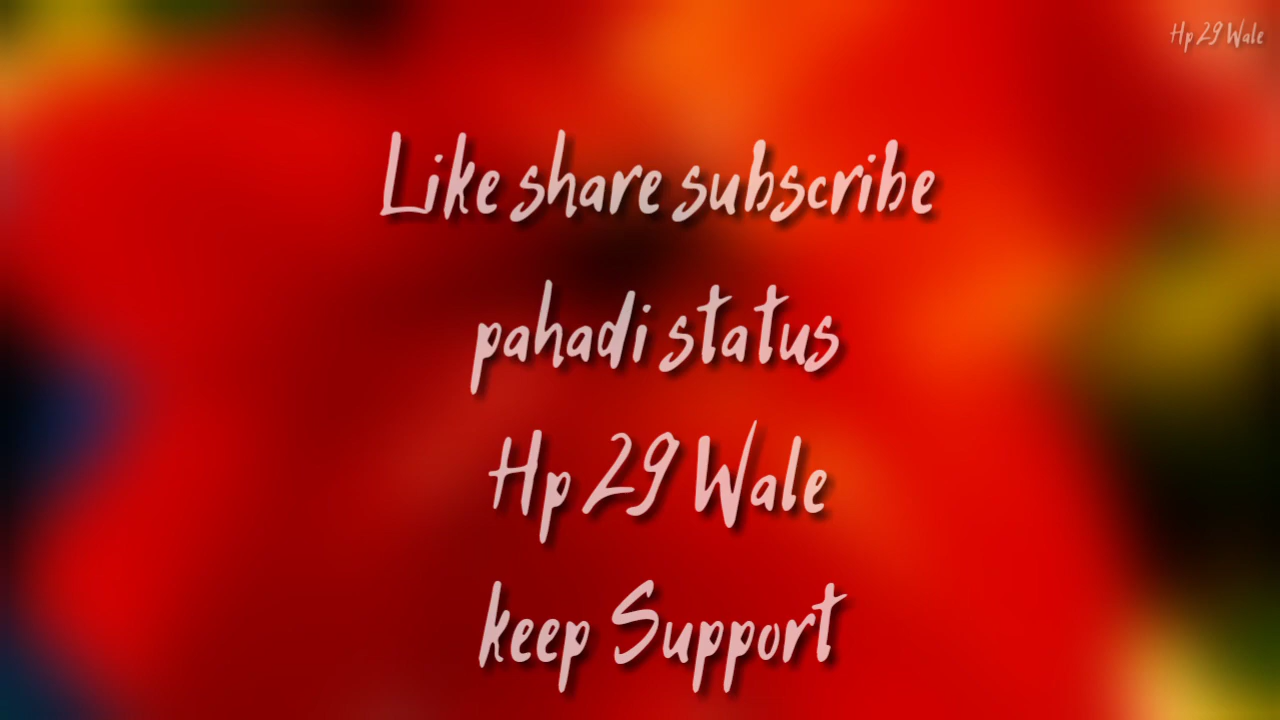 Hp 29 Wale
Like share subscribe
pahadi status
Hp 29 Wale
keep Support